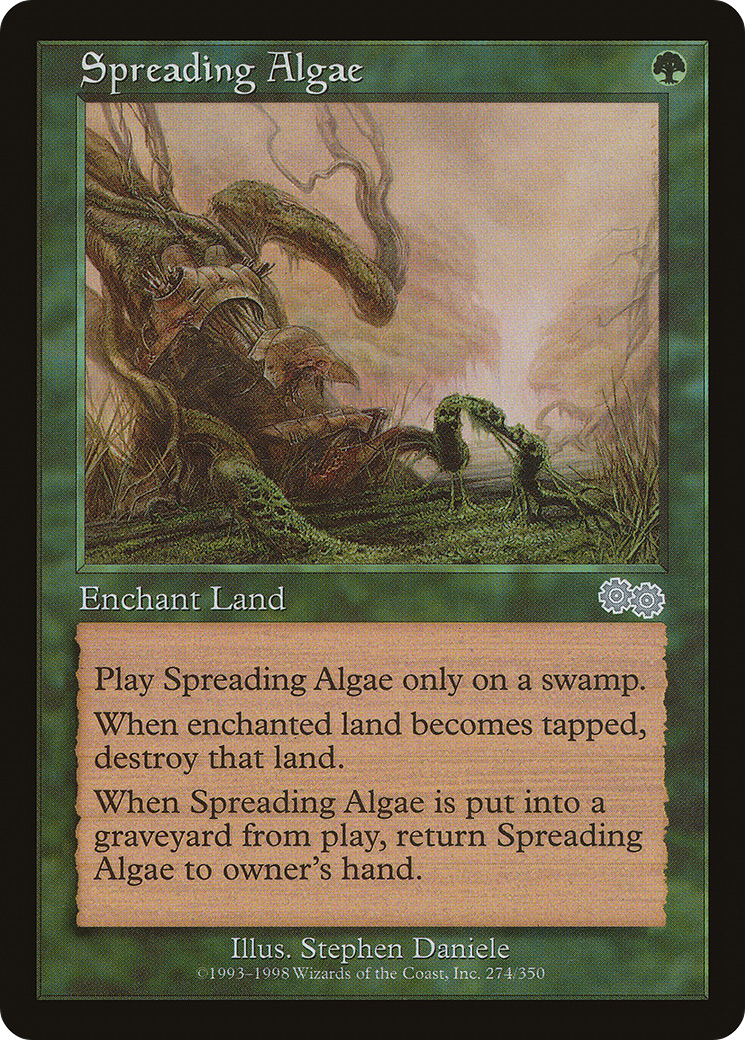 Spreading Algae
Enchant Land
Play Spreading Algae only on a swamp.
When enchanted land becomes tapped,
destroy that land.
When Spreading Algae is put into a
graveyard from play, return Spreading
Algae to owner's hand.
Illus. Stephen Daniele
©1993–1998 Wizards of the Coast, Inc. 274/350